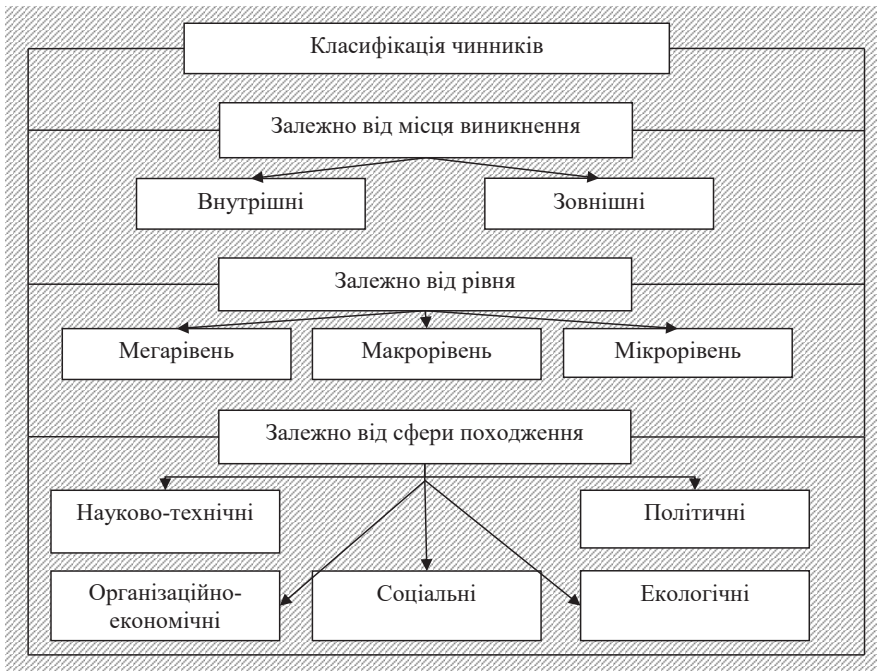 Класифікація чинників
Залежно від місця виникнення
Внутрішні
Зовнішні
Залежно від рівня
Мегарівень
Макрорівень
Мікрорівень
Залежно від сфери походження
Науково-технічні
Політичні
Організаційно-
економічні
Соціальні
Екологічні